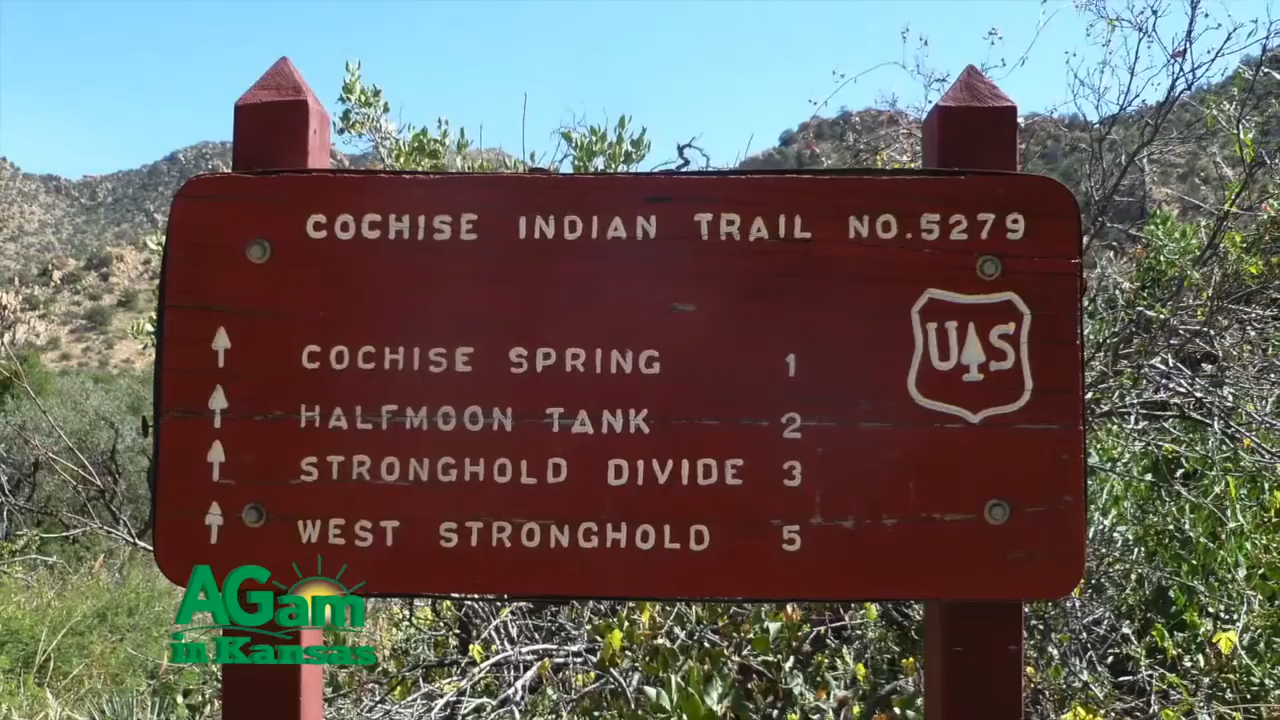 COCHISE INDIAN TRAIL NO.5279
COCHISE SPRING 1
HALFMOON TANK 2
STRONGHOLD DIVIDE 3
WEST STRONGHOLD 5
US
AGam
in Kansas